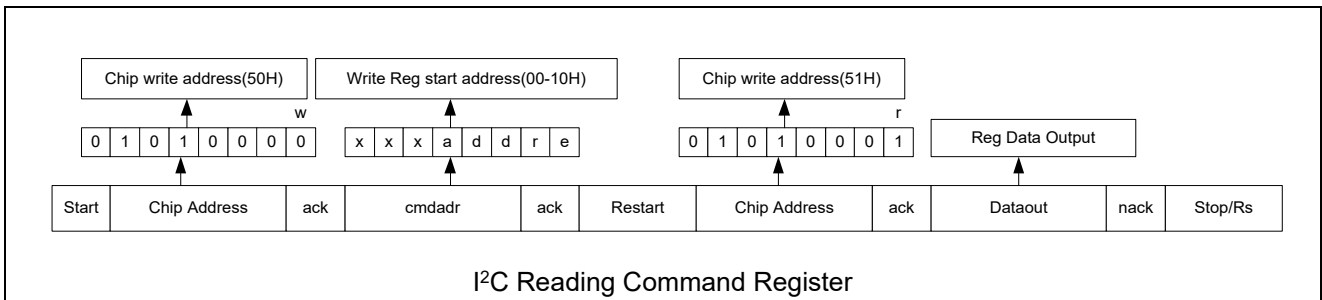 Chip write address(50H) Write Reg start address(00-10H) Chip write address(51H)
w r
0 1 0 1 0 0 0 0 x x x a d d r e 0 1 0 1 0 0 0 1 Reg Data Output
Start Chip Address ack cmdadr ack Restart Chip Address ack Dataout nack Stop/Rs
I²C Reading Command Register